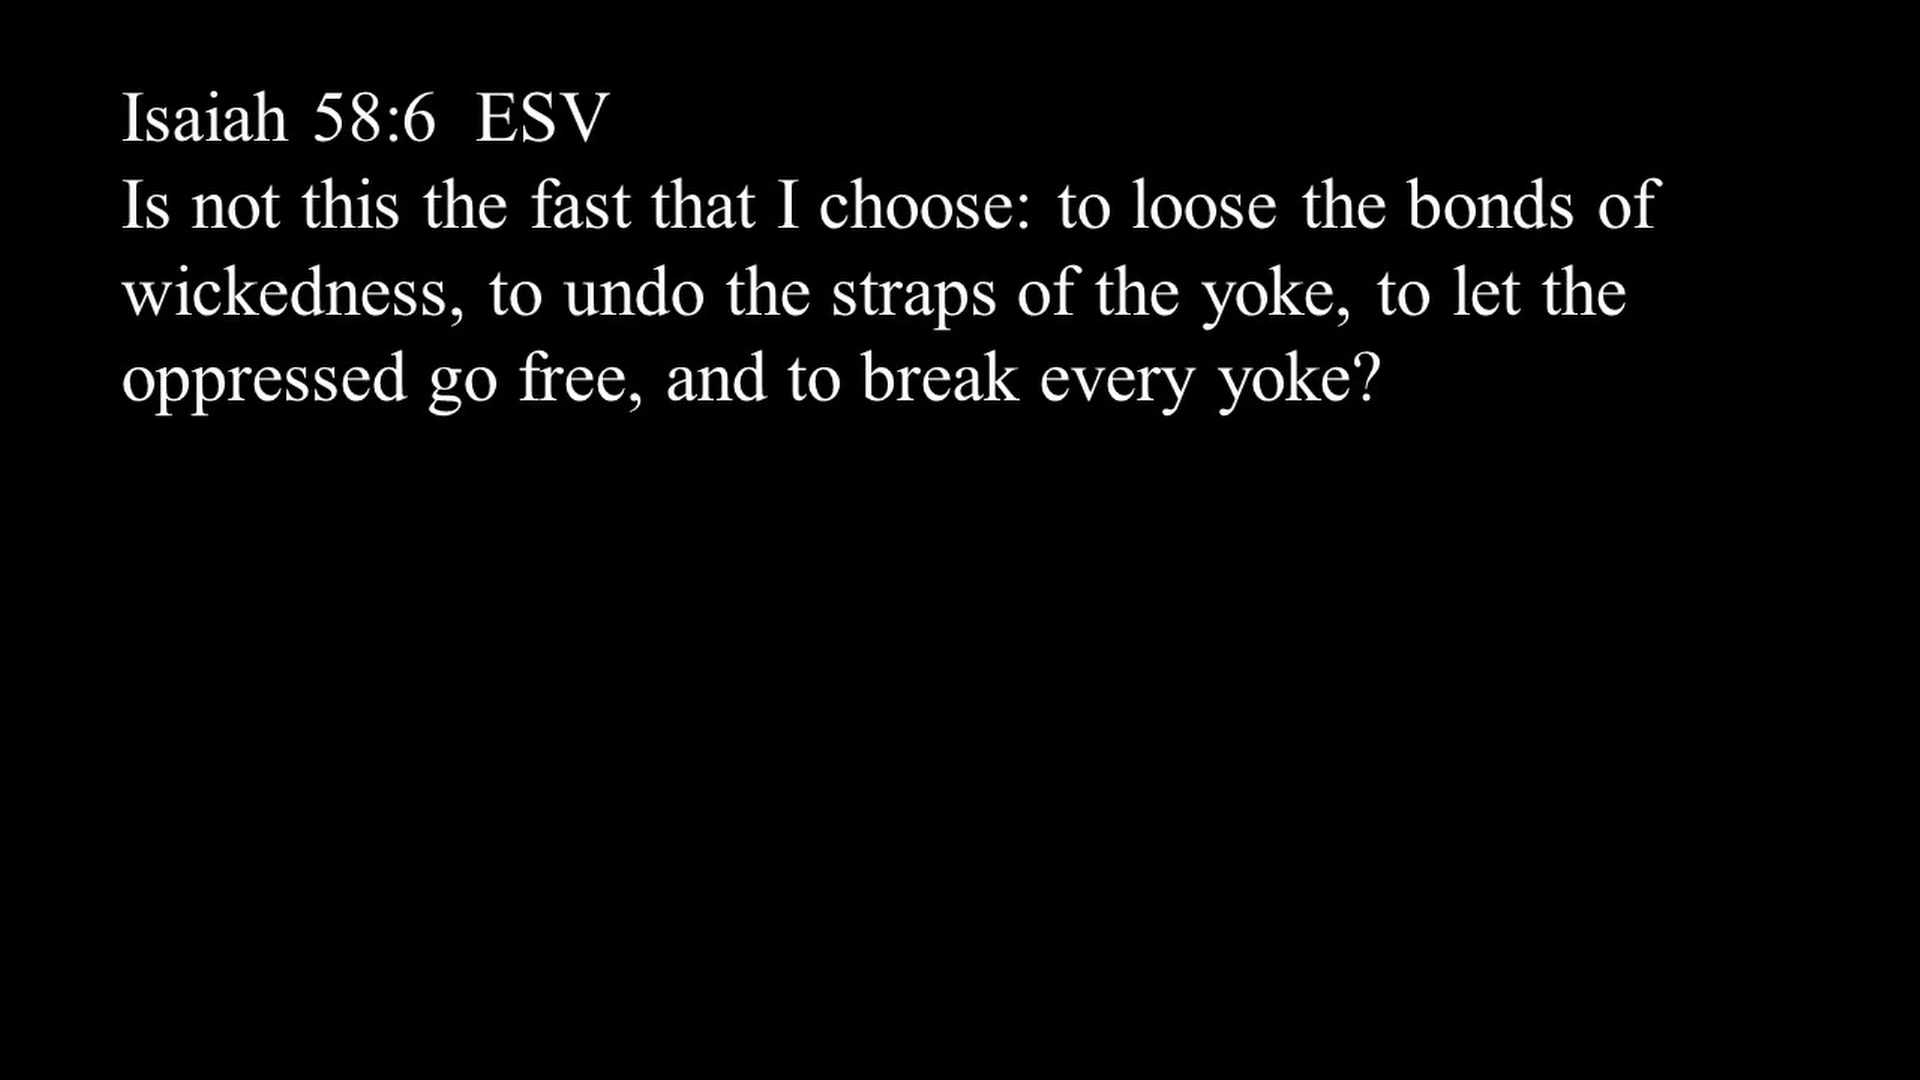 Isaiah 58:6  ESV
Is not this the fast that I choose: to loose the bonds of
wickedness, to undo the straps of the yoke, to let the
oppressed go free, and to break every yoke?